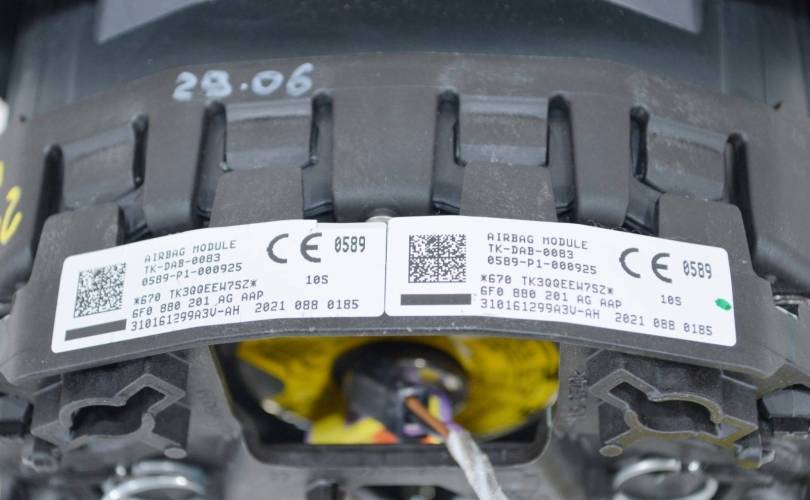 29.06
AIRBAG MODULE
TK-DAB-0083
0589-P1-000925
CE 0589
*670 TK3QQEEW7SZ*
10S
6F0 880 201 AG AAP
310161299A3V-AH 2021 088 0185
AIRBAG MODULE
TK-DAB-0083
0589-P1-000925
CE 0589
*670 TK3QQEEW7SZ*
10S
6F0 880 201 AG AAP
310161299A3V-AH 2021 088 0185